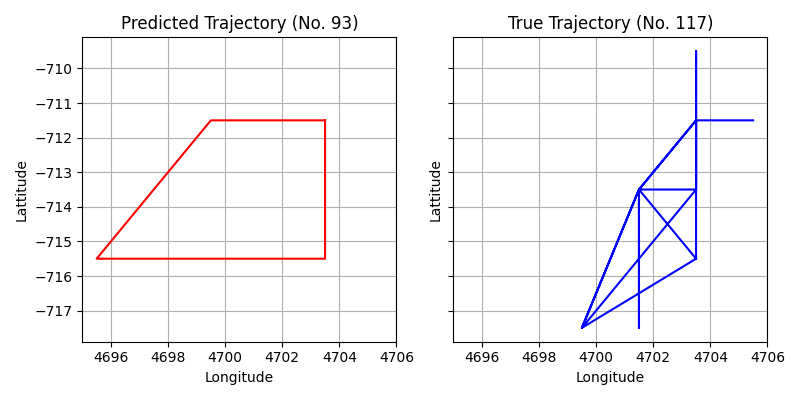 Predicted Trajectory (No. 93)
True Trajectory (No. 117)
Lattitude
−710
−711
−712
−713
−714
−715
−716
−717
4696 4698 4700 4702 4704 4706
Longitude
Lattitude
4696 4698 4700 4702 4704 4706
Longitude